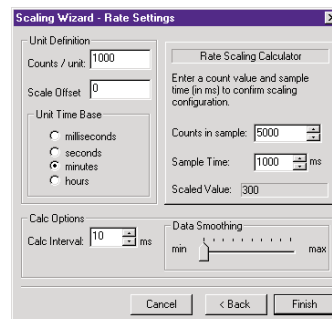 Scaling Wizard - Rate Settings
Unit Definition
Counts / unit: 1000
Scale Offset 0
Unit Time Base
milliseconds
seconds
minutes
hours
Rate Scaling Calculator
Enter a count value and sample
time (in ms) to confirm scaling
configuration.
Counts in sample: 5000
Sample Time: 1000 ms
Scaled Value: 300
Calc Options
Calc Interval: 10 ms
Data Smoothing
min max
Cancel < Back Finish